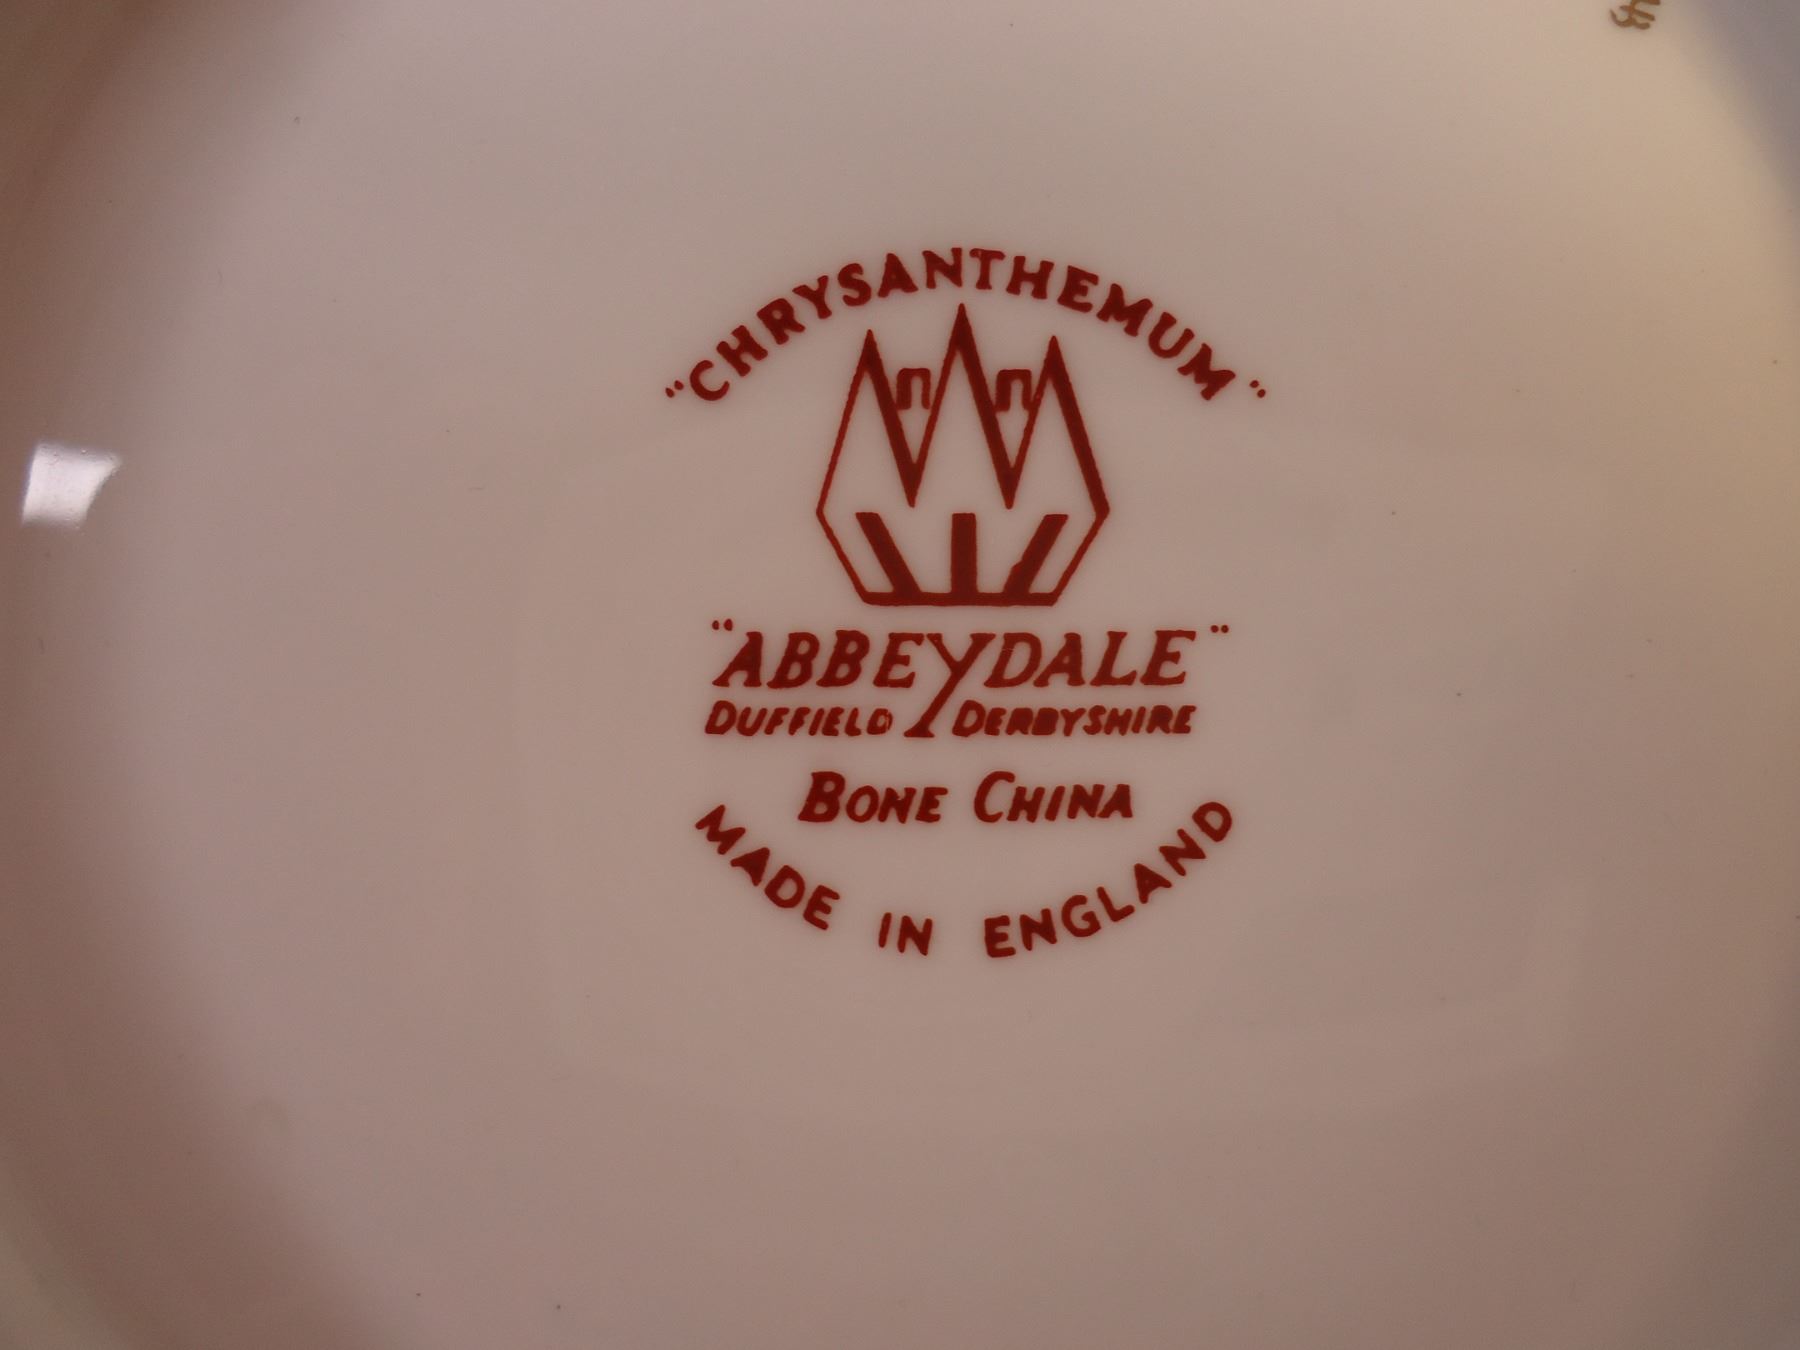 "CHRYSANTHEMUM"
"ABBEYDALE"
DUFFIELD DERBYSHIRE
BONE CHINA
MADE IN ENGLAND